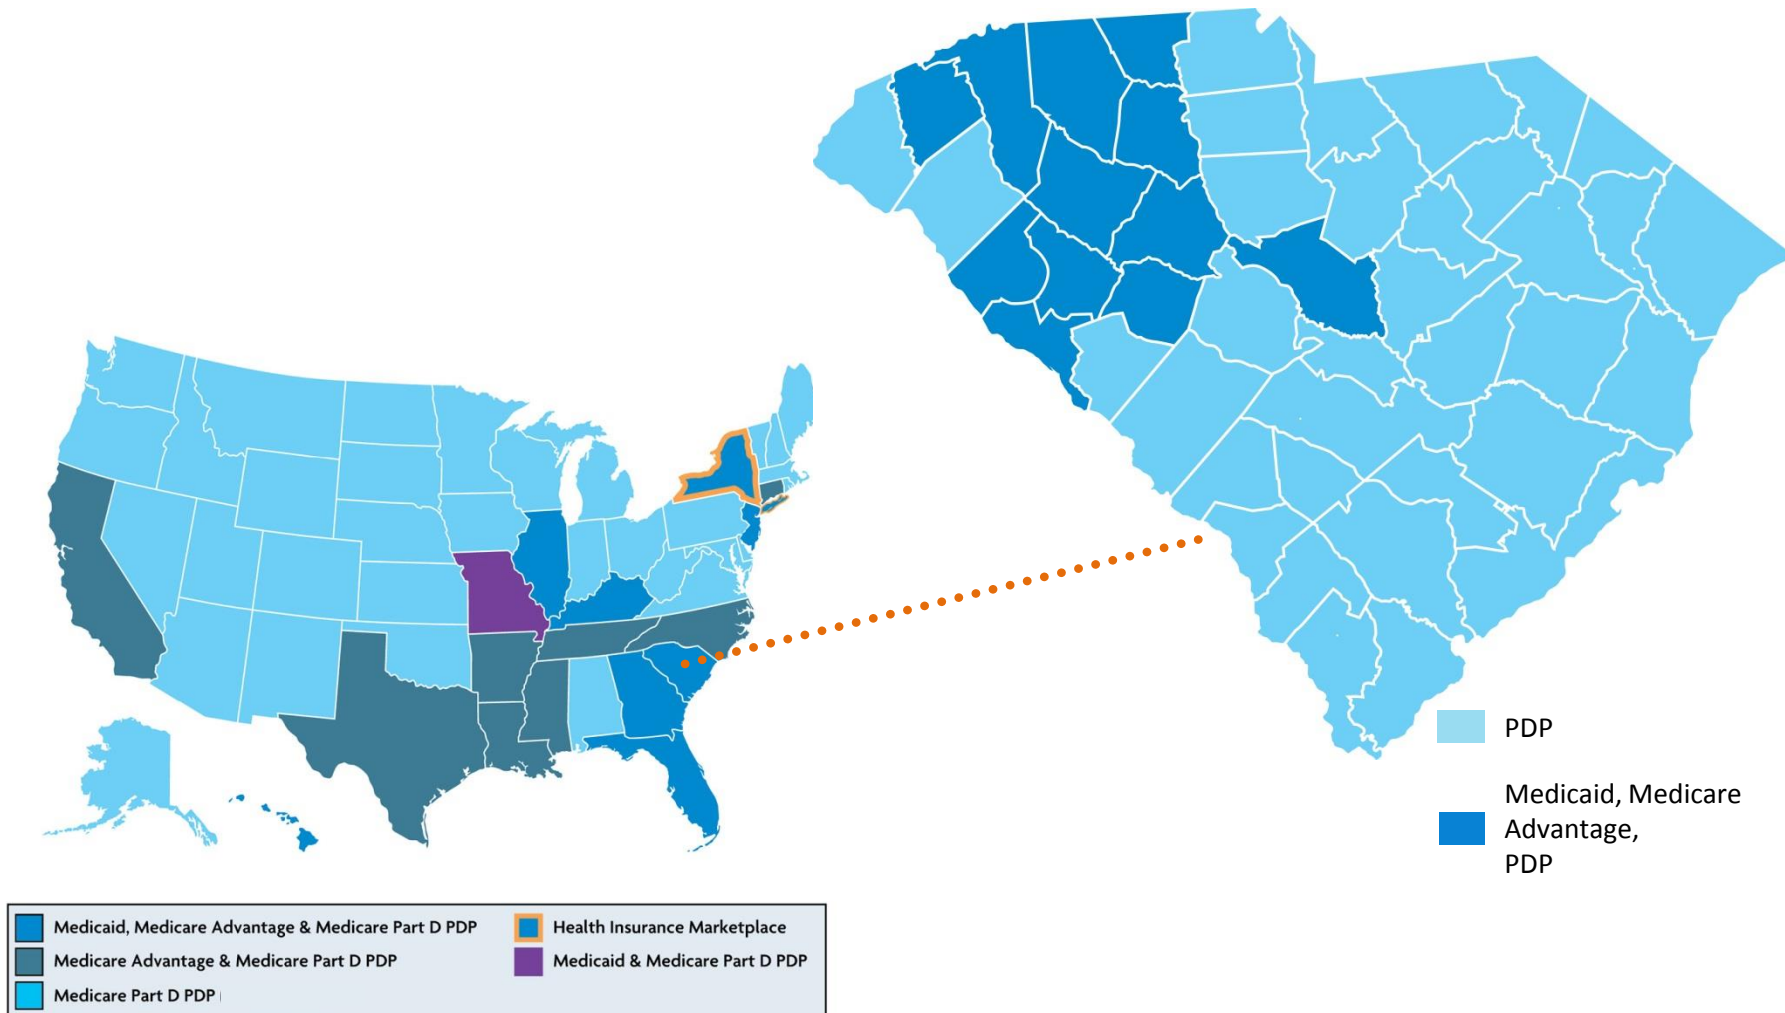 PDP
Medicaid, Medicare
Advantage,
PDP
Medicaid, Medicare Advantage & Medicare Part D PDP
Health Insurance Marketplace
Medicare Advantage & Medicare Part D PDP
Medicaid & Medicare Part D PDP
Medicare Part D PDP